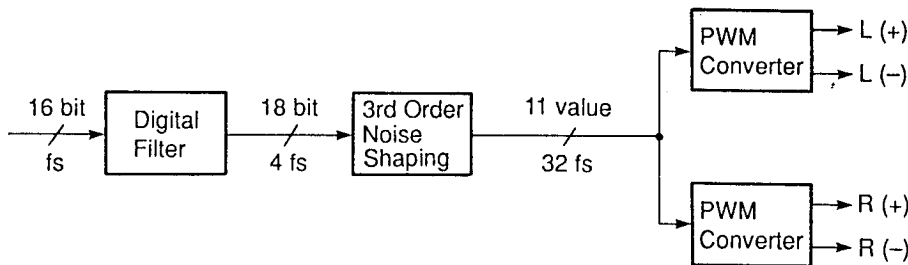 16 bit
fs
Digital
Filter
18 bit
4 fs
3rd Order
Noise
Shaping
11 value
32 fs
PWM
Converter
L (+)
L (–)
PWM
Converter
R (+)
R (–)